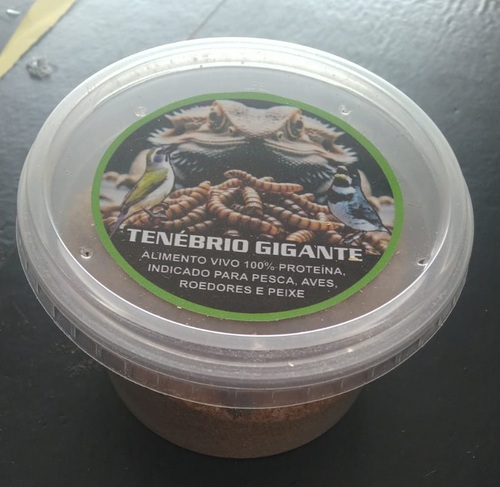 TENÉBRIO GIGANTE
ALIMENTO VIVO 100% PROTEÍNA,
INDICADO PARA PESCA, AVES,
ROEDORES E PEIXE